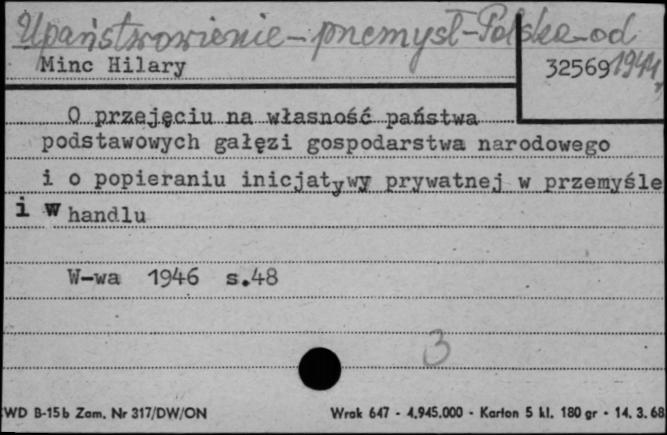 Upaństwowienie - przemysł - Polska - od 1944 r.
Minc Hilary
32569
O przejęciu na własność państwa
podstawowych gałęzi gospodarstwa narodowego
i o popieraniu inicjatywy prywatnej w przemyśle
i w handlu
W-wa 1946 s.48
3
WD B-15b Zam. Nr 317/DW/ON Wrak 647 - 4.945.000 - Karton 5 kl. 180 gr - 14. 3. 68